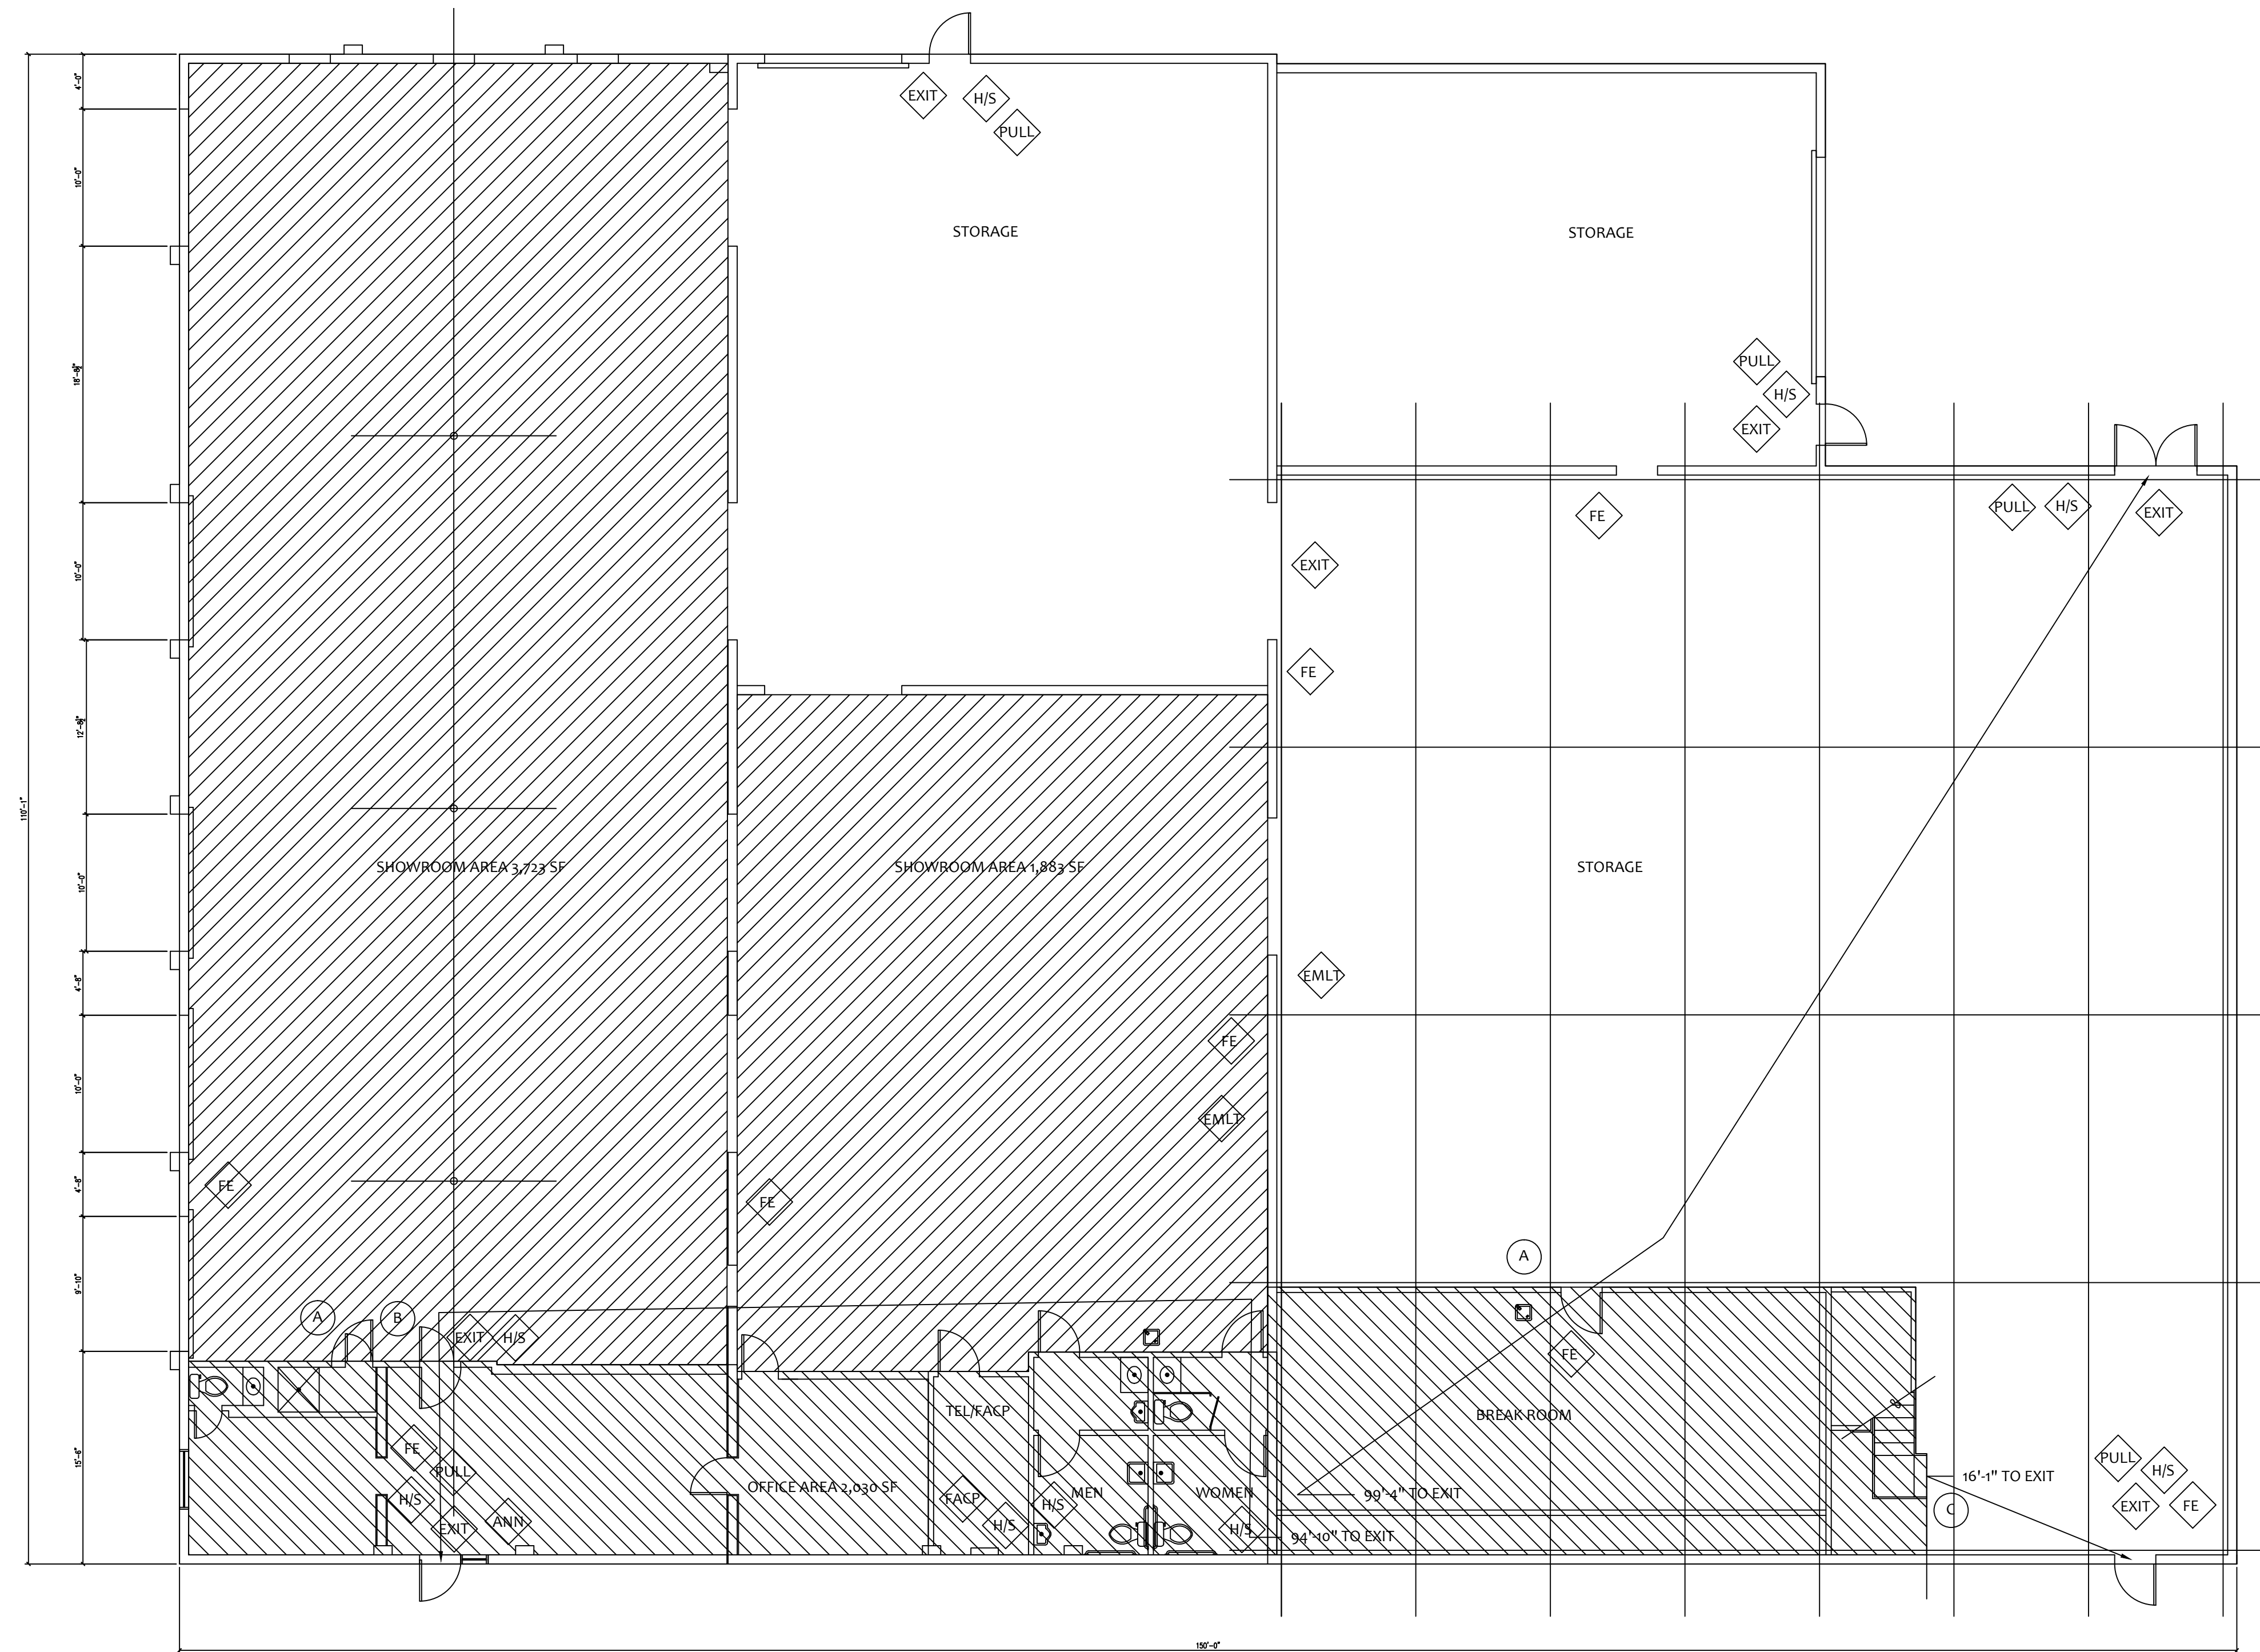 4'-0"
EXIT
H/S
PULL
10'-0"
STORAGE
STORAGE
PULL
H/S
EXIT
FE
PULL
H/S
EXIT
10'-0"
EXIT
FE
110'-1"
10'-0"
SHOWROOM AREA 3,723 SF
SHOWROOM AREA 1,883 SF
STORAGE
4'-8"
EMLT
FE
10'-0"
EMLT
4'-8"
FE
FE
A
9'-10"
A
B
EXIT
H/S
FE
TEL/FACP
BREAK ROOM
15'-6"
FE
PULL
H/S
EXIT
ANN
OFFICE AREA 2,030 SF
FACP
H/S
H/S
MEN
WOMEN
H/S
99'-4" TO EXIT
94'-10" TO EXIT
16'-1" TO EXIT
C
PULL
H/S
EXIT
FE
150'-0"